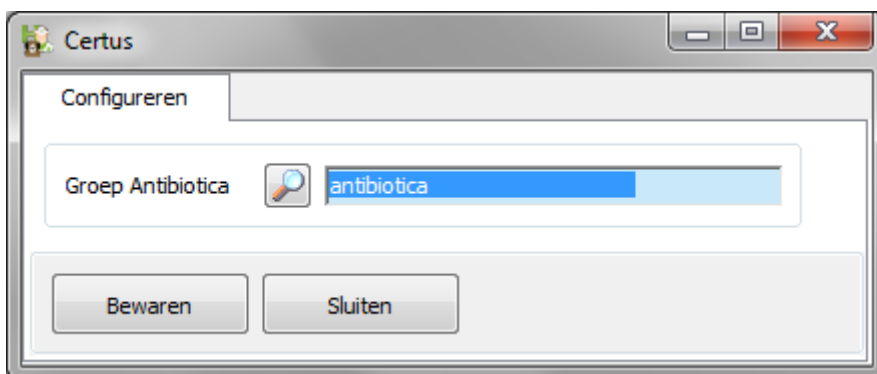 Certus
Configureren
Groep Antibiotica antibiotica
Bewaren Sluiten